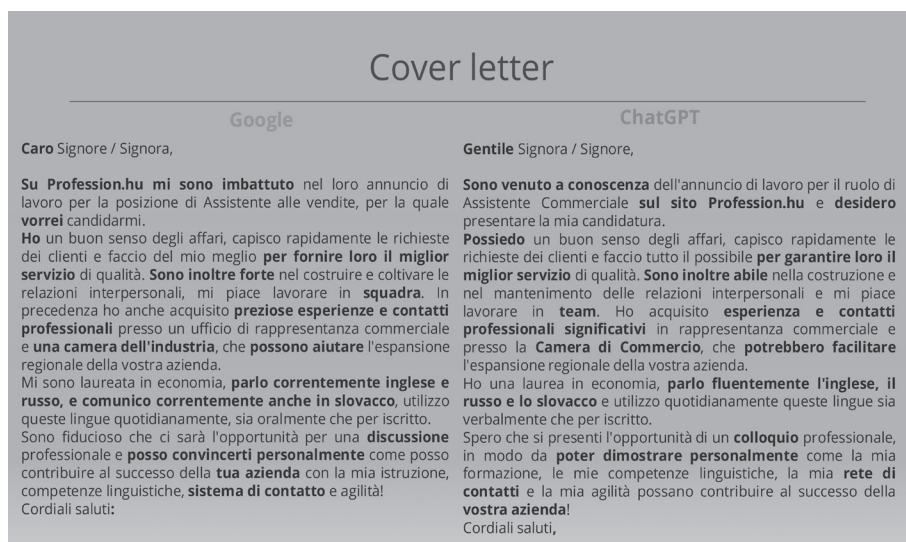 Cover letter
Google
Caro Signore / Signora,
Su Profession.hu mi sono imbattuto nel loro annuncio di
lavoro per la posizione di Assistente alle vendite, per la quale
vorrei candidarmi.
Ho un buon senso degli affari, capisco rapidamente le richieste
dei clienti e faccio del mio meglio per fornire loro il miglior
servizio di qualità. Sono inoltre forte nel costruire e coltivare le
relazioni interpersonali, mi piace lavorare in squadra. In
precedenza ho anche acquisito preziose esperienze e contatti
professionali presso un ufficio di rappresentanza commerciale
e una camera dell'industria, che possono aiutare l'espansione
regionale della vostra azienda.
Mi sono laureata in economia, parlo correntemente inglese e
russo, e comunico correntemente anche in slovacco, utilizzo
queste lingue quotidianamente, sia oralmente che per iscritto.
Sono fiducioso che ci sarà l'opportunità per una discussione
professionale e posso convincerti personalmente come posso
contribuire al successo della tua azienda con la mia istruzione,
competenze linguistiche, sistema di contatto e agilità!
Cordiali saluti:
ChatGPT
Gentile Signora / Signore,
Sono venuto a conoscenza dell'annuncio di lavoro per il ruolo di
Assistente Commerciale sul sito Profession.hu e desidero
presentare la mia candidatura.
Possiedo un buon senso degli affari, capisco rapidamente le
richieste dei clienti e faccio tutto il possibile per garantire loro il
miglior servizio di qualità. Sono inoltre abile nella costruzione e
nel mantenimento delle relazioni interpersonali e mi piace
lavorare in team. Ho acquisito esperienza e contatti
professionali significativi in rappresentanza commerciale e
presso la Camera di Commercio, che potrebbero facilitare
l'espansione regionale della vostra azienda.
Ho una laurea in economia, parlo fluentemente l'inglese, il
russo e lo slovacco e utilizzo quotidianamente queste lingue sia
verbalmente che per iscritto.
Spero che si presenti l'opportunità di un colloquio professionale,
in modo da poter dimostrare personalmente come la mia
formazione, le mie competenze linguistiche, la mia rete di
contatti e la mia agilità possano contribuire al successo della
vostra azienda!
Cordiali saluti,